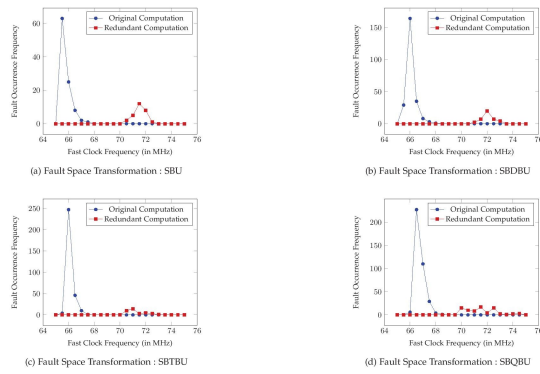 Fault Occurrence Frequency
60
40
20
0
Original Computation
Redundant Computation
64 66 68 70 72 74 76
Fast Clock Frequency (in MHz)
(a) Fault Space Transformation : SBU
Fault Occurrence Frequency
150
100
50
0
Original Computation
Redundant Computation
64 66 68 70 72 74 76
Fast Clock Frequency (in MHz)
(b) Fault Space Transformation : SBDBU
Fault Occurrence Frequency
250
200
150
100
50
0
Original Computation
Redundant Computation
64 66 68 70 72 74 76
Fast Clock Frequency (in MHz)
(c) Fault Space Transformation : SBTBU
Fault Occurrence Frequency
200
150
100
50
0
Original Computation
Redundant Computation
64 66 68 70 72 74 76
Fast Clock Frequency (in MHz)
(d) Fault Space Transformation : SBQBU